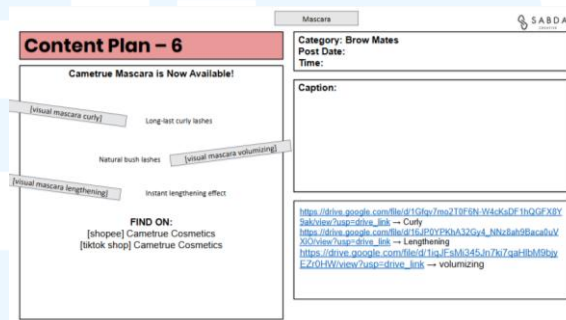 Mascara
SABDA
Content Plan – 6
Category: Brow Mates
Post Date:
Time:
Cametrue Mascara is Now Available!
Caption:
[visual mascara curly]
Long-last curly lashes
Natural bush lashes
[visual mascara volumizing]
[visual mascara lengthening]
Instant lengthening effect
FIND ON:
[shopee] Cametrue Cosmetics
[tiktok shop] Cametrue Cosmetics
https://drive.google.com/file/d/1Gfqv7mo2T0F6N-W4cKsDF1hQGFX8Y
9ak/view?usp=drive_link → Curly
https://drive.google.com/file/d/16JP0YPKhA32Gy4_NNz8ah9Baca0uV
XiO/view?usp=drive_link → Lengthening
https://drive.google.com/file/d/1iqJFsMi345Jn7ki7qaHlbM9bjy
EZr0HW/view?usp=drive_link → volumizing